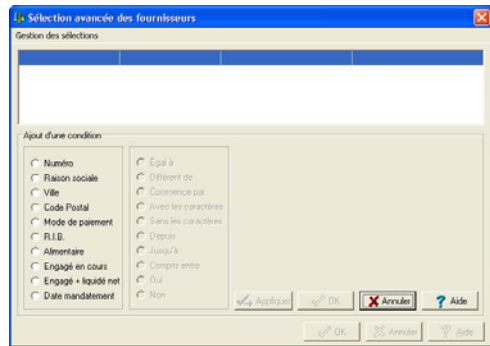 Sélection avancée des fournisseurs
Gestion des sélections
Ajout d'une condition
Numéro
Raison sociale
Ville
Code Postal
Mode de paiement
R.I.B.
Alimentaire
Engagé en cours
Engagé + liquidé net
Date mandatement
Égal à
Différent de
Commence par
Avec les caractères
Sans les caractères
Depuis
Jusqu'à
Compris entre
Oui
Non
Appliquer OK Annuler Aide
OK Annuler Aide